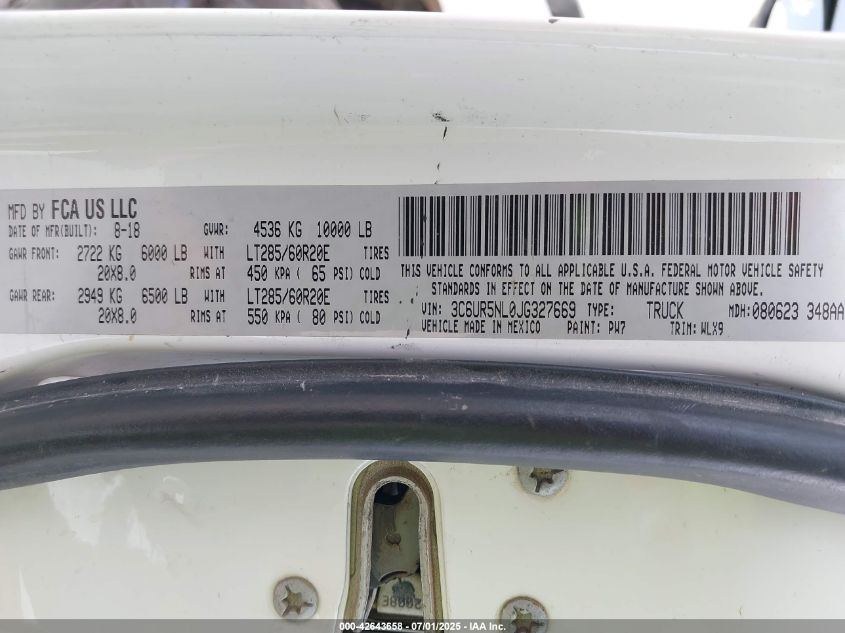 MFD BY FCA US LLC
DATE OF MFR(BUILT): 8-18 GVWR: 4536 KG 10000 LB
GAWR FRONT: 2722 KG 6000 LB WITH LT285/60R20E TIRES
20X8.0 RIMS AT 450 KPA ( 65 PSI) COLD
GAWR REAR: 2949 KG 6500 LB WITH LT285/60R20E TIRES
20X8.0 RIMS AT 550 KPA ( 80 PSI) COLD
THIS VEHICLE CONFORMS TO ALL APPLICABLE U.S.A. FEDERAL MOTOR VEHICLE SAFETY
STANDARDS IN EFFECT ON THE DATE OF MANUFACTURE SHOWN ABOVE.
VIN: 3C6UR5NL0JG327669 TYPE: TRUCK MDH: 080623 348AA
VEHICLE MADE IN MEXICO PAINT: PW7 TRIM: WLX9
2008E
000-42643658 - 07/01/2025 - IAA Inc.